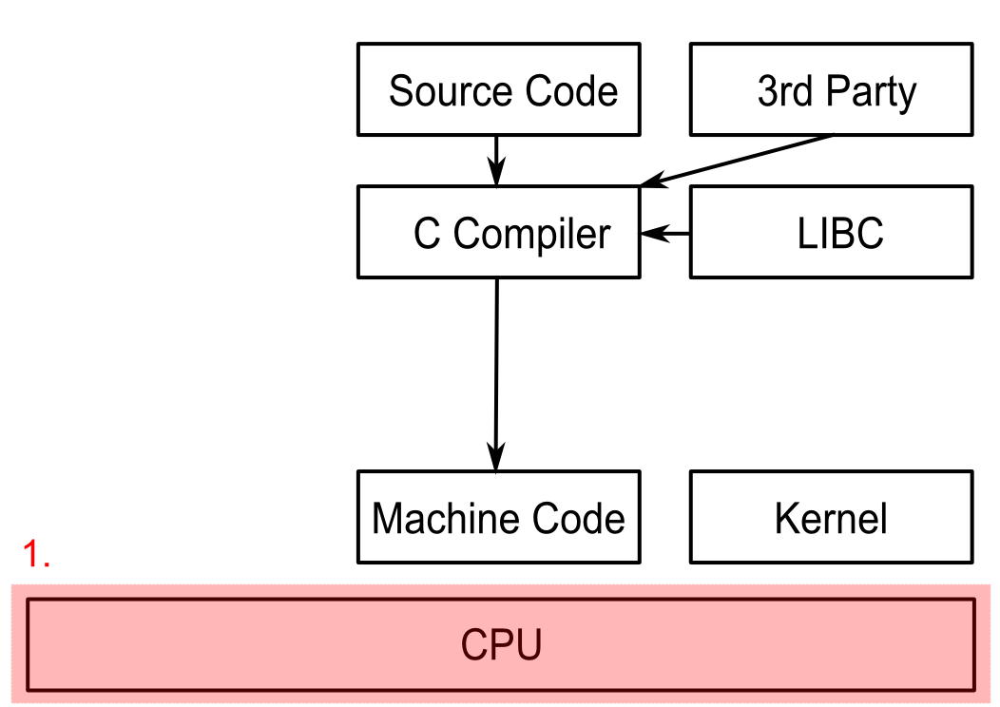 Source Code
3rd Party
C Compiler
LIBC
Machine Code
Kernel
1.
CPU